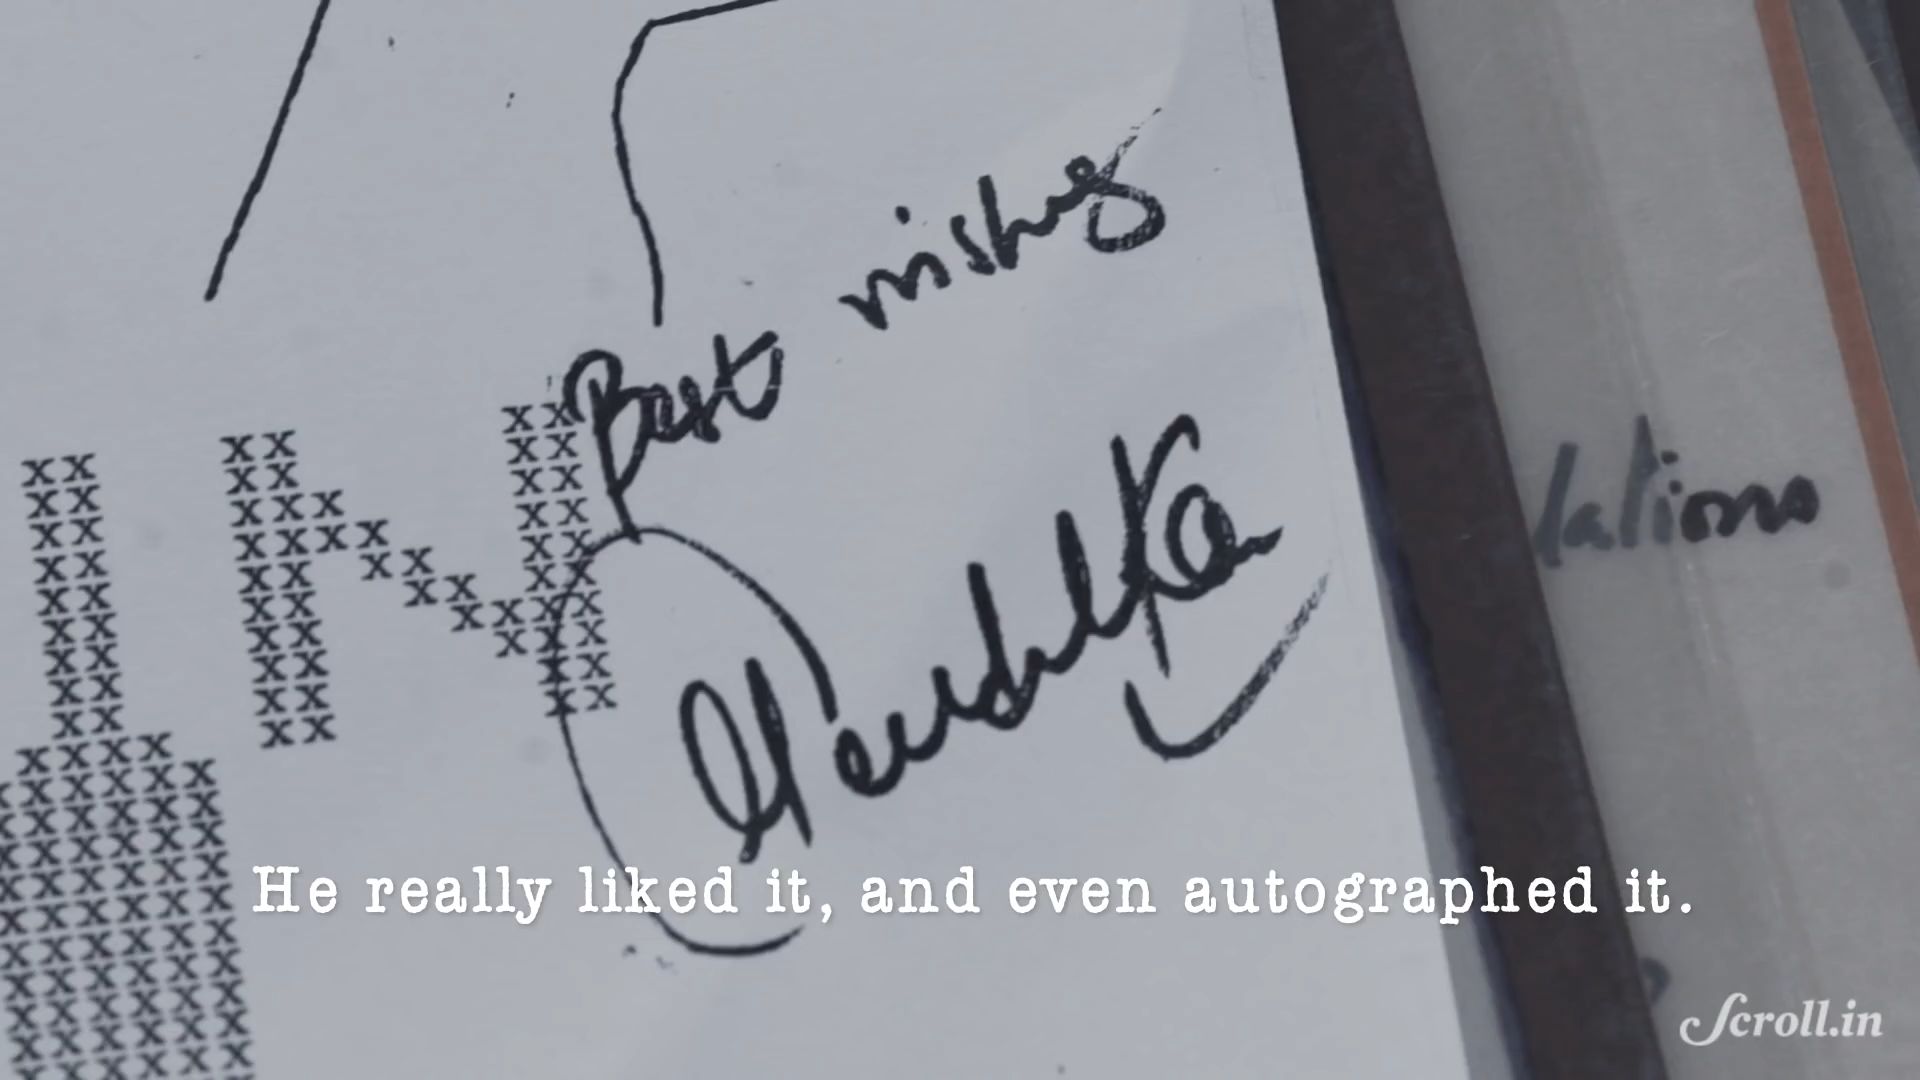 Best wishes
lations
He really liked it, and even autographed it.
Scroll.in